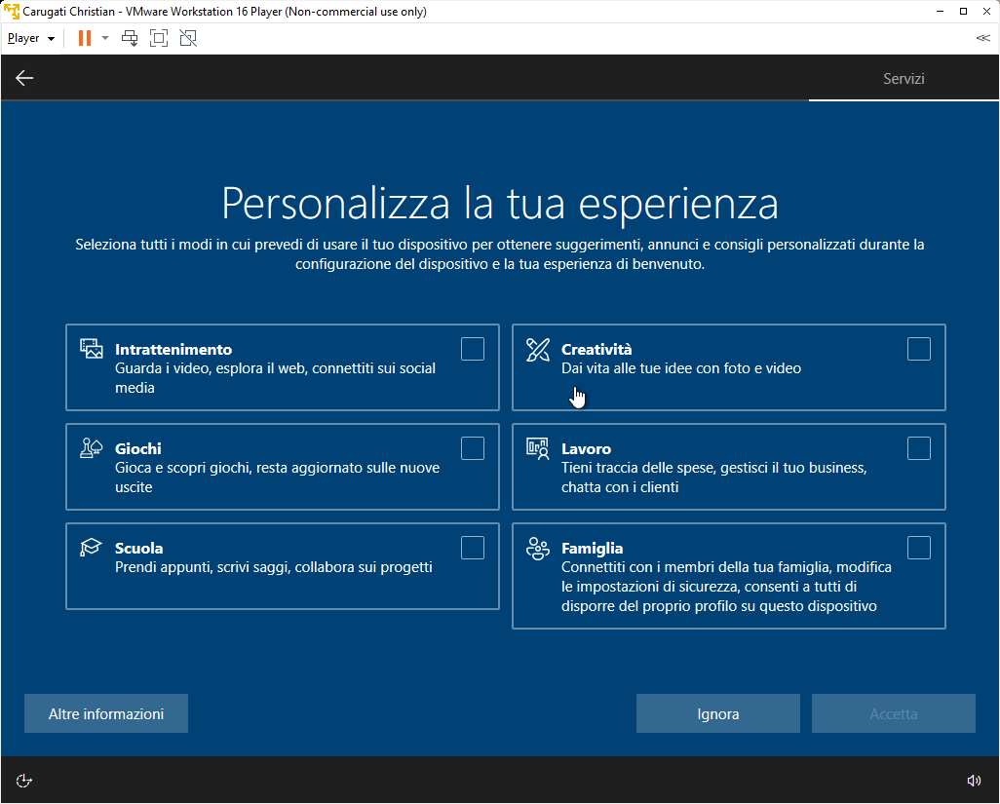 Carugati Christian - VMware Workstation 16 Player (Non-commercial use only)
Player
Servizi
Personalizza la tua esperienza
Seleziona tutti i modi in cui prevedi di usare il tuo dispositivo per ottenere suggerimenti, annunci e consigli personalizzati durante la
configurazione del dispositivo e la tua esperienza di benvenuto.
Intrattenimento
Guarda i video, esplora il web, connettiti sui social
media
Creatività
Dai vita alle tue idee con foto e video
Giochi
Gioca e scopri giochi, resta aggiornato sulle nuove
uscite
Lavoro
Tieni traccia delle spese, gestisci il tuo business,
chatta con i clienti
Scuola
Prendi appunti, scrivi saggi, collabora sui progetti
Famiglia
Connettiti con i membri della tua famiglia, modifica
le impostazioni di sicurezza, consenti a tutti di
disporre del proprio profilo su questo dispositivo
Altre informazioni
Ignora
Accetta